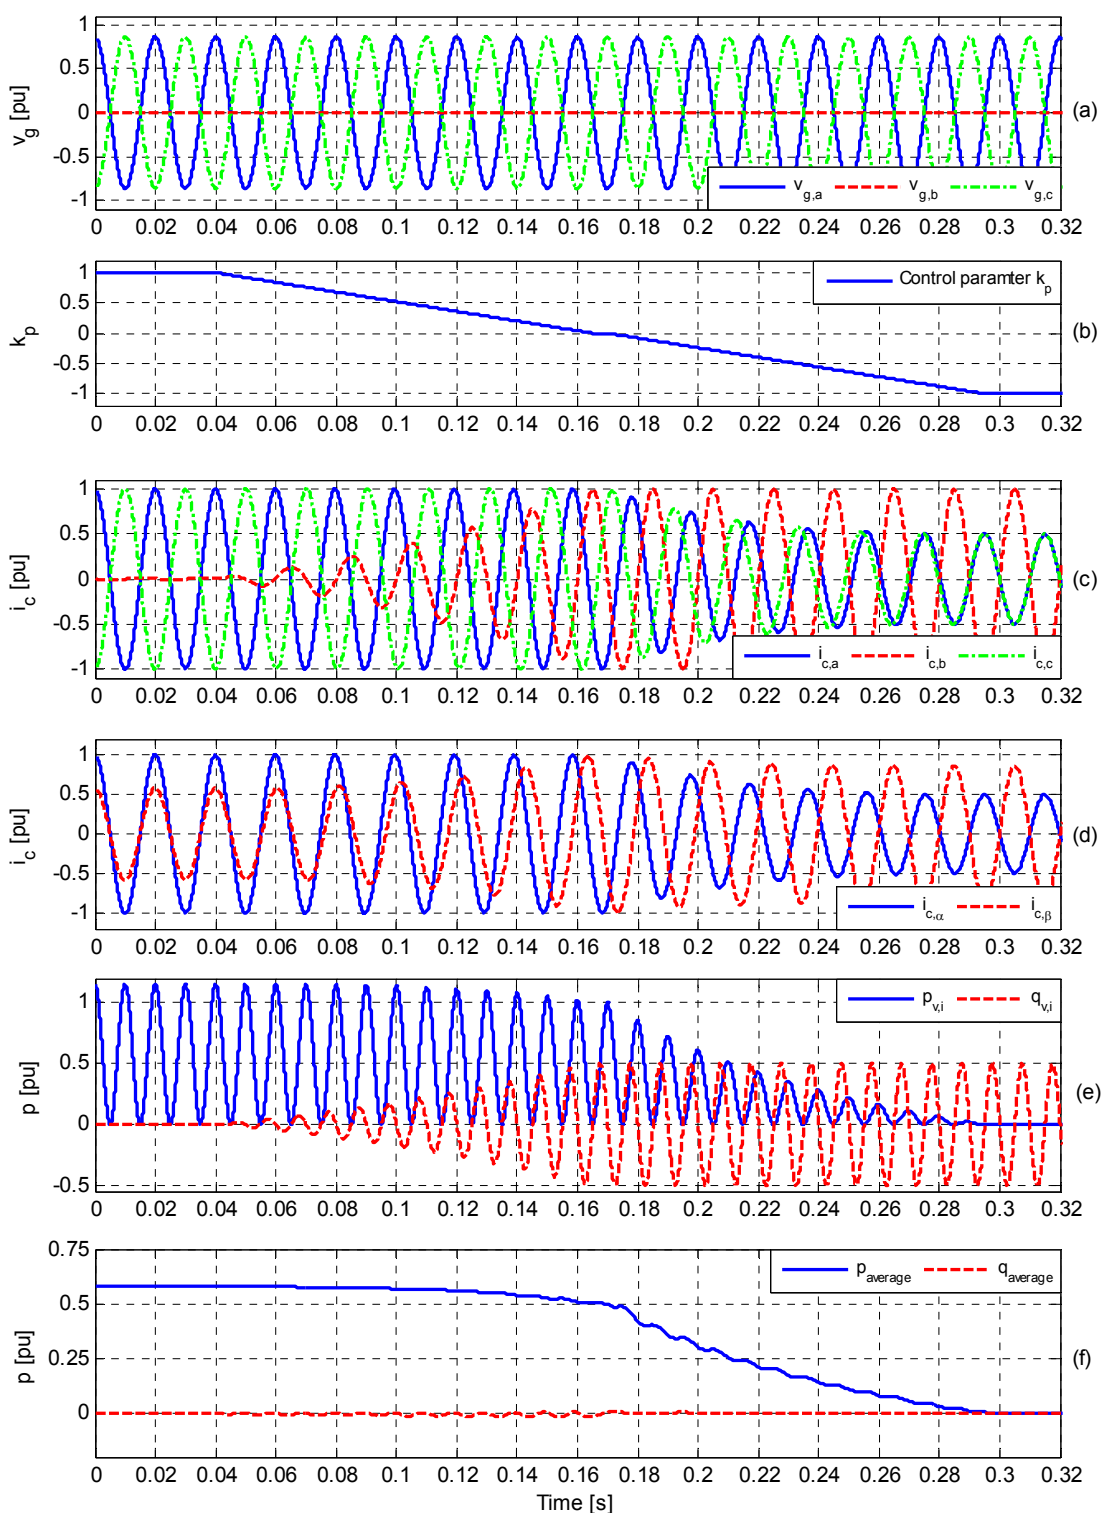 1
0.5
0
-0.5
-1
v_g [pu]
v_g,a v_g,b v_g,c
(a)
0 0.02 0.04 0.06 0.08 0.1 0.12 0.14 0.16 0.18 0.2 0.22 0.24 0.26 0.28 0.3 0.32
1
0.5
0
-0.5
-1
k_p
Control paramter k_p
(b)
0 0.02 0.04 0.06 0.08 0.1 0.12 0.14 0.16 0.18 0.2 0.22 0.24 0.26 0.28 0.3 0.32
1
0.5
0
-0.5
-1
i_c [pu]
i_c,a i_c,b i_c,c
(c)
0 0.02 0.04 0.06 0.08 0.1 0.12 0.14 0.16 0.18 0.2 0.22 0.24 0.26 0.28 0.3 0.32
1
0.5
0
-0.5
-1
i_c [pu]
i_c,α i_c,β
(d)
0 0.02 0.04 0.06 0.08 0.1 0.12 0.14 0.16 0.18 0.2 0.22 0.24 0.26 0.28 0.3 0.32
1
0.5
0
-0.5
p [pu]
p_v,i q_v,i
(e)
0 0.02 0.04 0.06 0.08 0.1 0.12 0.14 0.16 0.18 0.2 0.22 0.24 0.26 0.28 0.3 0.32
0.75
0.5
0.25
0
p [pu]
p_average q_average
(f)
0 0.02 0.04 0.06 0.08 0.1 0.12 0.14 0.16 0.18 0.2 0.22 0.24 0.26 0.28 0.3 0.32
Time [s]